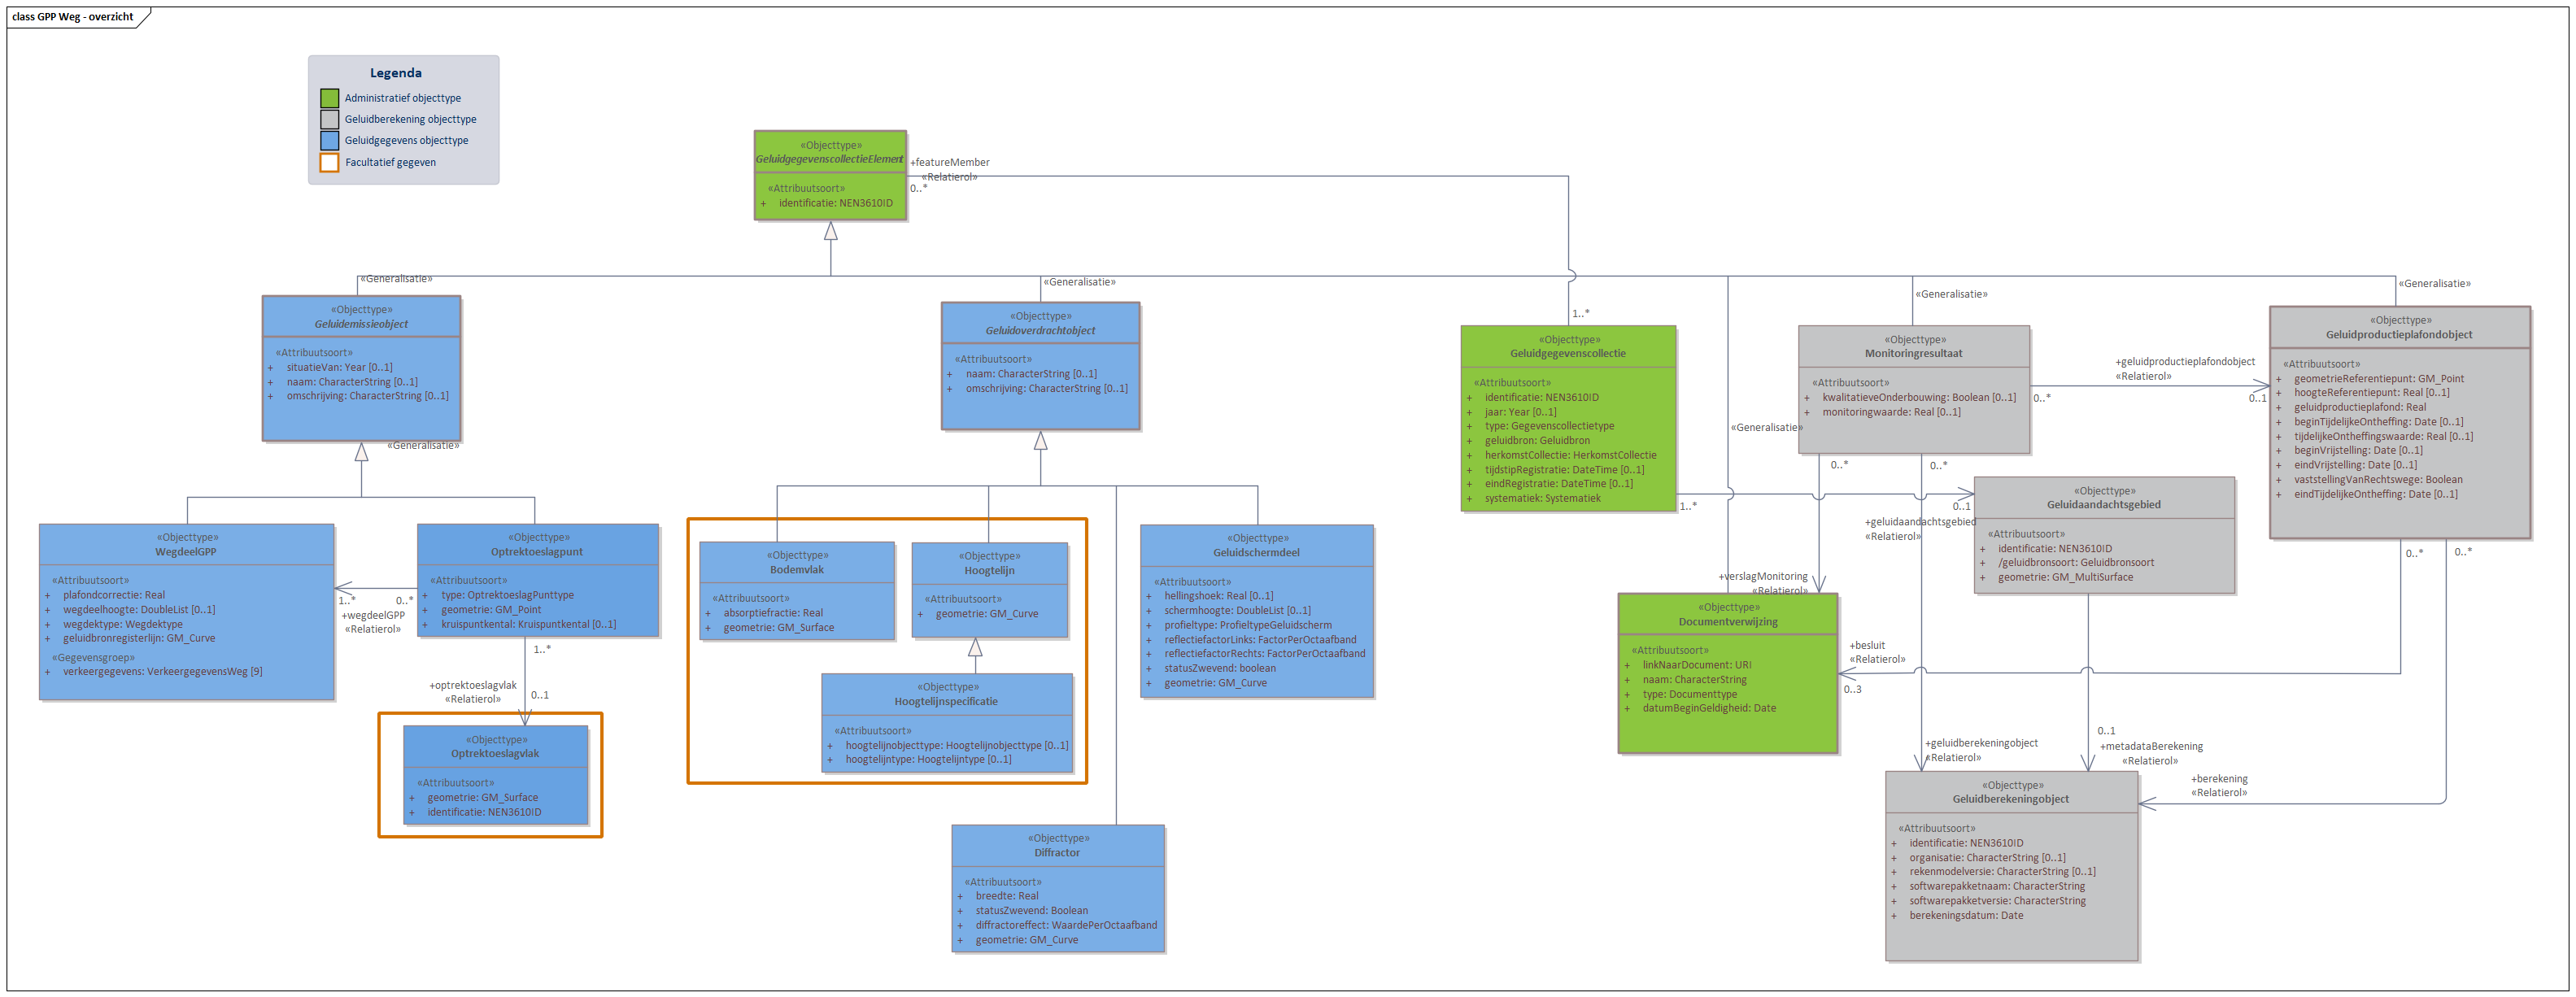 class GPP Weg - overzicht
Legenda
Administratief objecttype
Geluidberekening objecttype
Geluidgegevens objecttype
Facultatief gegeven
«Objecttype»
GeluidgegevenscollectieElement
«Attribuutsoort»
+ identificatie: NEN3610ID
+featureMember
«Relatierol»
0..*
«Generalisatie»
«Generalisatie»
«Generalisatie»
«Generalisatie»
«Generalisatie»
«Objecttype»
Geluidemissieobject
«Attribuutsoort»
+ situatieVan: Year [0..1]
+ naam: CharacterString [0..1]
+ omschrijving: CharacterString [0..1]
«Generalisatie»
«Objecttype»
Geluidoverdrachtobject
«Attribuutsoort»
+ naam: CharacterString [0..1]
+ omschrijving: CharacterString [0..1]
1..*
«Objecttype»
Geluidgegevenscollectie
«Attribuutsoort»
+ identificatie: NEN3610ID
+ jaar: Year [0..1]
+ type: Gegevenscollectietype
+ geluidbron: Geluidbron
+ herkomstCollectie: HerkomstCollectie
+ tijdstipRegistratie: DateTime [0..1]
+ eindRegistratie: DateTime [0..1]
+ systematiek: Systematiek
1..*
0..1
+geluidaandachtsgebied
«Relatierol»
«Objecttype»
Monitoringresultaat
«Attribuutsoort»
+ kwalitatieveOnderbouwing: Boolean [0..1]
+ monitoringwaarde: Real [0..1]
+geluidproductieplafondobject
«Relatierol»
0..*
0..1
0..*
0..*
«Objecttype»
Geluidproductieplafondobject
«Attribuutsoort»
+ geometrieReferentiepunt: GM_Point
+ hoogteReferentiepunt: Real [0..1]
+ geluidproductieplafond: Real
+ beginTijdelijkeOntheffing: Date [0..1]
+ tijdelijkeOntheffingswaarde: Real [0..1]
+ beginVrijstelling: Date [0..1]
+ eindVrijstelling: Date [0..1]
+ vaststellingVanRechtswege: Boolean
+ eindTijdelijkeOntheffing: Date [0..1]
0..*
0..*
«Objecttype»
Geluidaandachtsgebied
«Attribuutsoort»
+ identificatie: NEN3610ID
+ /geluidbronsoort: Geluidbronsoort
+ geometrie: GM_MultiSurface
«Objecttype»
WegdeelGPP
«Attribuutsoort»
+ plafondcorrectie: Real
+ wegdeelhoogte: DoubleList [0..1]
+ wegdektype: Wegdektype
+ geluidbronregisterlijn: GM_Curve
«Gegevensgroep»
+ verkeergegevens: VerkeergegevensWeg [9]
1..*
0..*
+wegdeelGPP
«Relatierol»
«Objecttype»
Optrektoeslagpunt
«Attribuutsoort»
+ type: OptrektoeslagPunttype
+ geometrie: GM_Point
+ kruispuntkental: Kruispuntkental [0..1]
1..*
+optrektoeslagvlak
«Relatierol»
0..1
«Objecttype»
Optrektoeslagvlak
«Attribuutsoort»
+ geometrie: GM_Surface
+ identificatie: NEN3610ID
«Objecttype»
Bodemvlak
«Attribuutsoort»
+ absorptiefractie: Real
+ geometrie: GM_Surface
«Objecttype»
Hoogtelijn
«Attribuutsoort»
+ geometrie: GM_Curve
«Objecttype»
Hoogtelijnspecificatie
«Attribuutsoort»
+ hoogtelijnobjecttype: Hoogtelijnobjecttype [0..1]
+ hoogtelijntype: Hoogtelijntype [0..1]
«Objecttype»
Geluidschermdeel
«Attribuutsoort»
+ hellingshoek: Real [0..1]
+ schermhoogte: DoubleList [0..1]
+ profieltype: ProfieltypeGeluidscherm
+ reflectiefactorLinks: FactorPerOctaafband
+ reflectiefactorRechts: FactorPerOctaafband
+ statusZwevend: boolean
+ geometrie: GM_Curve
«Objecttype»
Diffractor
«Attribuutsoort»
+ breedte: Real
+ statusZwevend: Boolean
+ diffractoreffect: WaardePerOctaafband
+ geometrie: GM_Curve
+verslagMonitoring
«Relatierol»
«Objecttype»
Documentverwijzing
«Attribuutsoort»
+ linkNaarDocument: URI
+ naam: CharacterString
+ type: Documenttype
+ datumBeginGeldigheid: Date
+besluit
«Relatierol»
0..3
+geluidberekeningobject
«Relatierol»
0..1
+metadataBerekening
«Relatierol»
+berekening
«Relatierol»
«Objecttype»
Geluidberekeningobject
«Attribuutsoort»
+ identificatie: NEN3610ID
+ organisatie: CharacterString [0..1]
+ rekenmodelversie: CharacterString [0..1]
+ softwarepakketnaam: CharacterString
+ softwarepakketversie: CharacterString
+ berekeningsdatum: Date